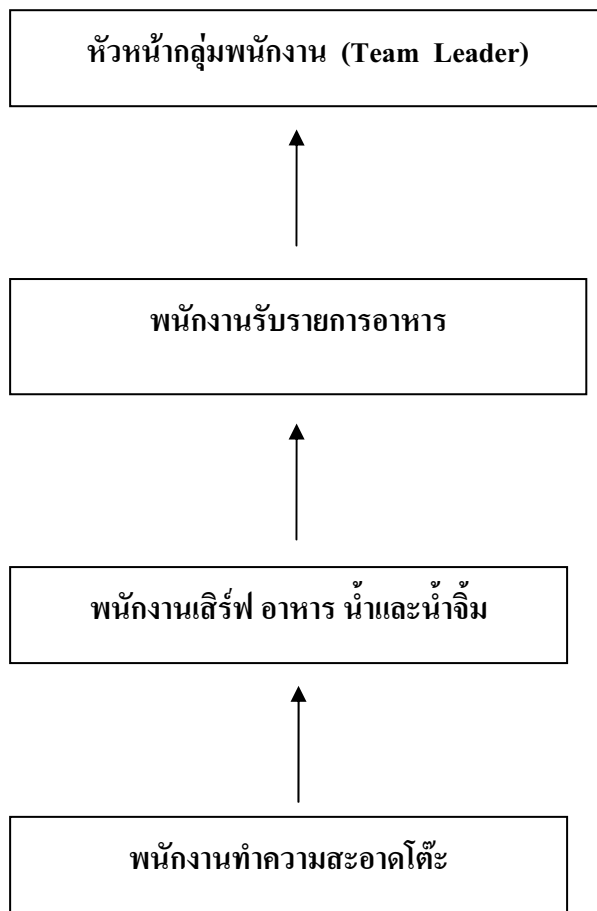 หัวหน้ากลุ่มพนักงาน (Team Leader)
พนักงานรับรายการอาหาร
พนักงานเสิร์ฟ อาหาร น้ำและน้ำจิ้ม
พนักงานทำความสะอาดโต๊ะ